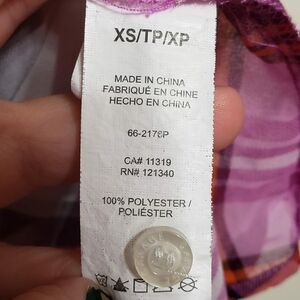 XS/TP/XP
MADE IN CHINA
FABRIQUÉ EN CHINE
HECHO EN CHINA
66-2176P
CA# 11319
RN# 121340
100% POLYESTER /
POLIÉSTER